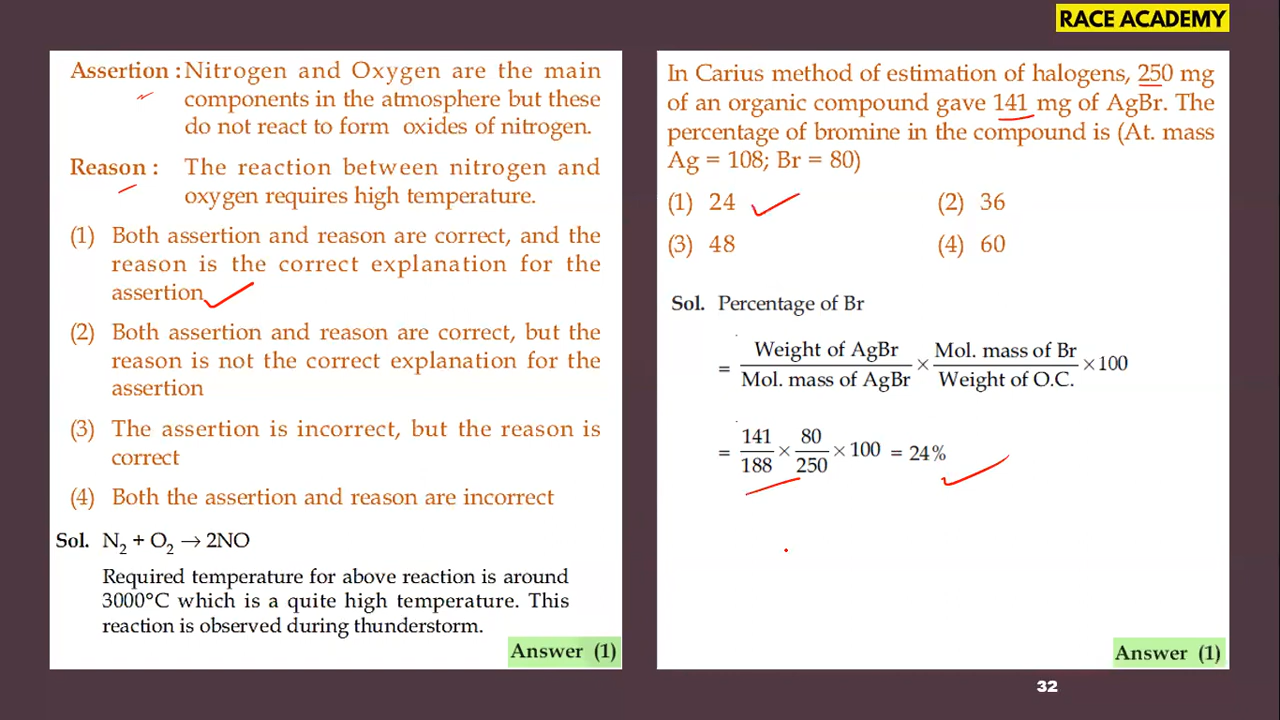 RACE ACADEMY
Assertion : Nitrogen and Oxygen are the main
components in the atmosphere but these
do not react to form oxides of nitrogen.
Reason : The reaction between nitrogen and
oxygen requires high temperature.
(1) Both assertion and reason are correct, and the
reason is the correct explanation for the
assertion
(2) Both assertion and reason are correct, but the
reason is not the correct explanation for the
assertion
(3) The assertion is incorrect, but the reason is
correct
(4) Both the assertion and reason are incorrect
Sol. N₂ + O₂ → 2NO
Required temperature for above reaction is around
3000°C which is a quite high temperature. This
reaction is observed during thunderstorm.
Answer (1)
In Carius method of estimation of halogens, 250 mg
of an organic compound gave 141 mg of AgBr. The
percentage of bromine in the compound is (At. mass
Ag = 108; Br = 80)
(1) 24 (2) 36
(3) 48 (4) 60
Sol. Percentage of Br
= Weight of AgBr / Mol. mass of AgBr × Mol. mass of Br / Weight of O.C. × 100
= 141/188 × 80/250 × 100 = 24%
Answer (1)
32